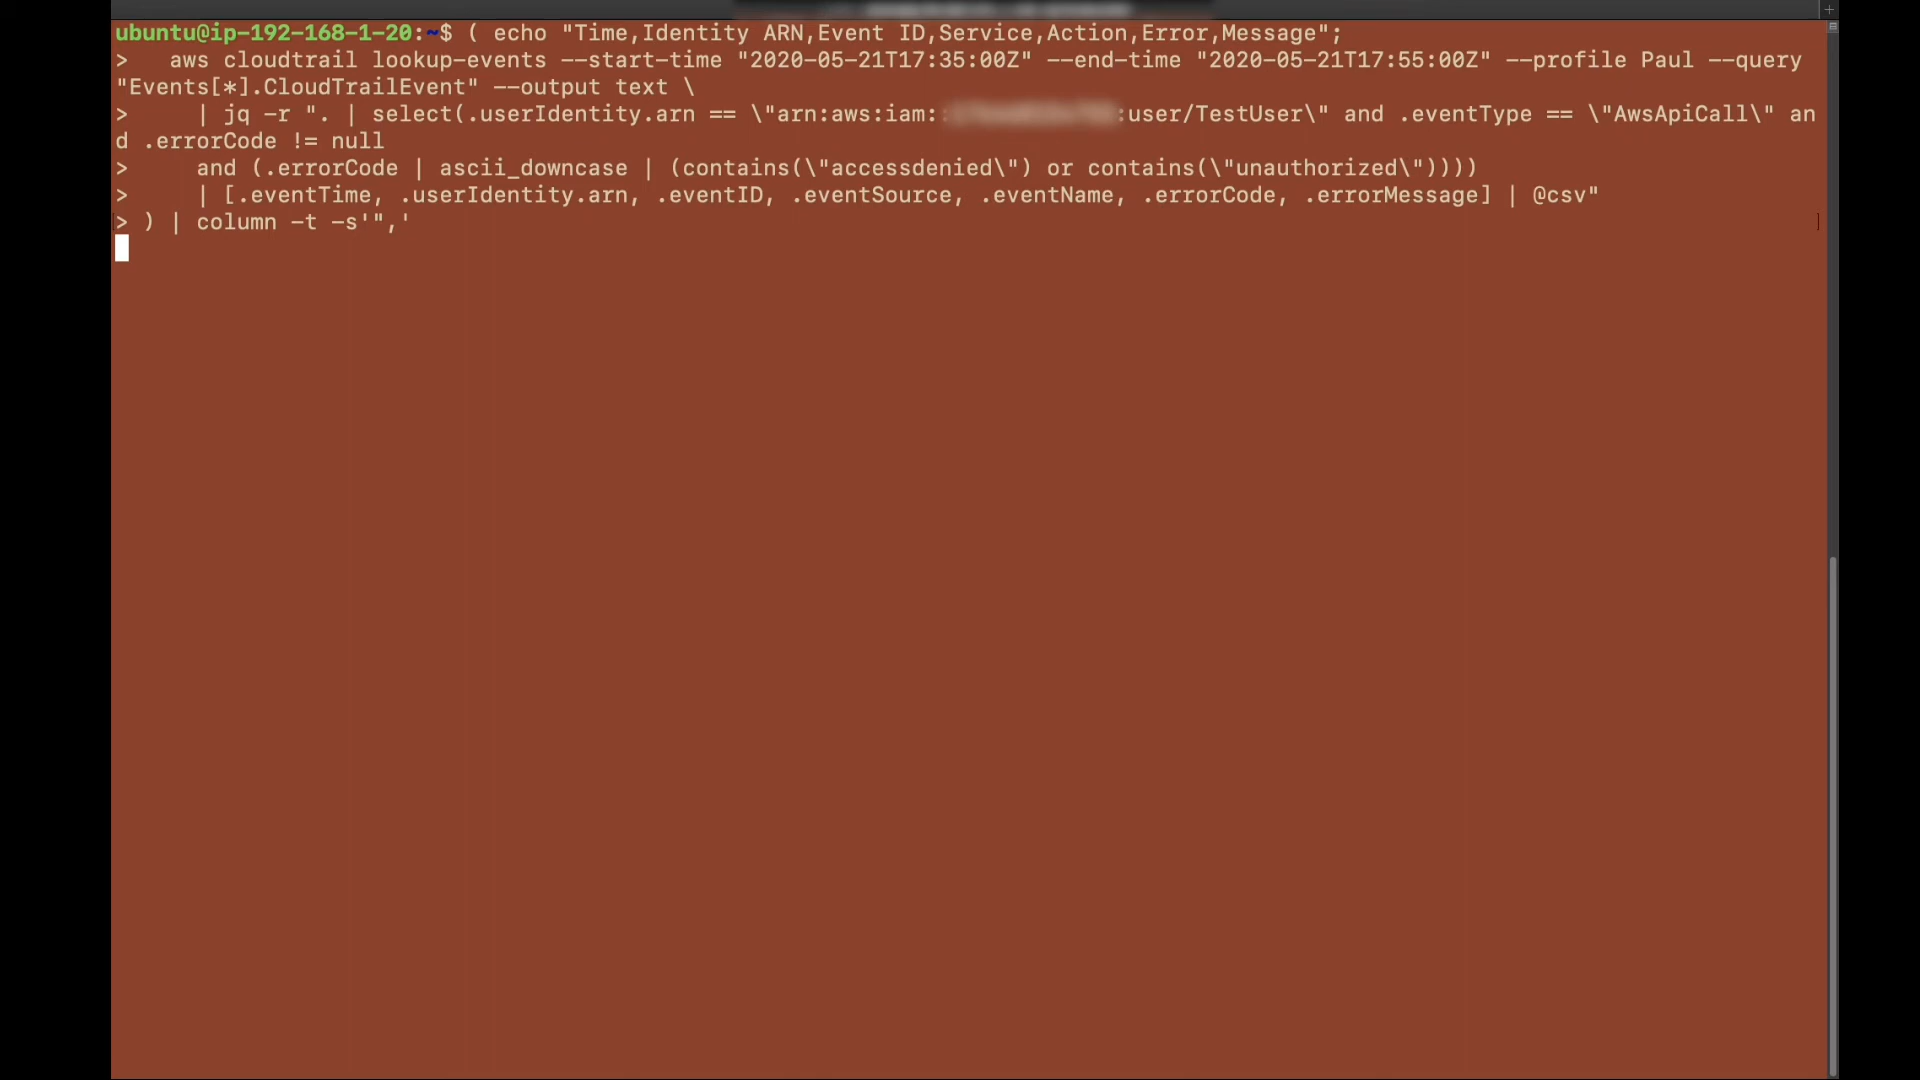 ubuntu@ip-192-168-1-20:~$ ( echo "Time,Identity ARN,Event ID,Service,Action,Error,Message";
>   aws cloudtrail lookup-events --start-time "2020-05-21T17:35:00Z" --end-time "2020-05-21T17:55:00Z" --profile Paul --query
"Events[*].CloudTrailEvent" --output text \
>     | jq -r ". | select(.userIdentity.arn == \"arn:aws:iam:: :user/TestUser\" and .eventType == \"AwsApiCall\" an
d .errorCode != null
>     and (.errorCode | ascii_downcase | (contains(\"accessdenied\") or contains(\"unauthorized\"))))
>     | [.eventTime, .userIdentity.arn, .eventID, .eventSource, .eventName, .errorCode, .errorMessage] | @csv"
> ) | column -t -s'",'